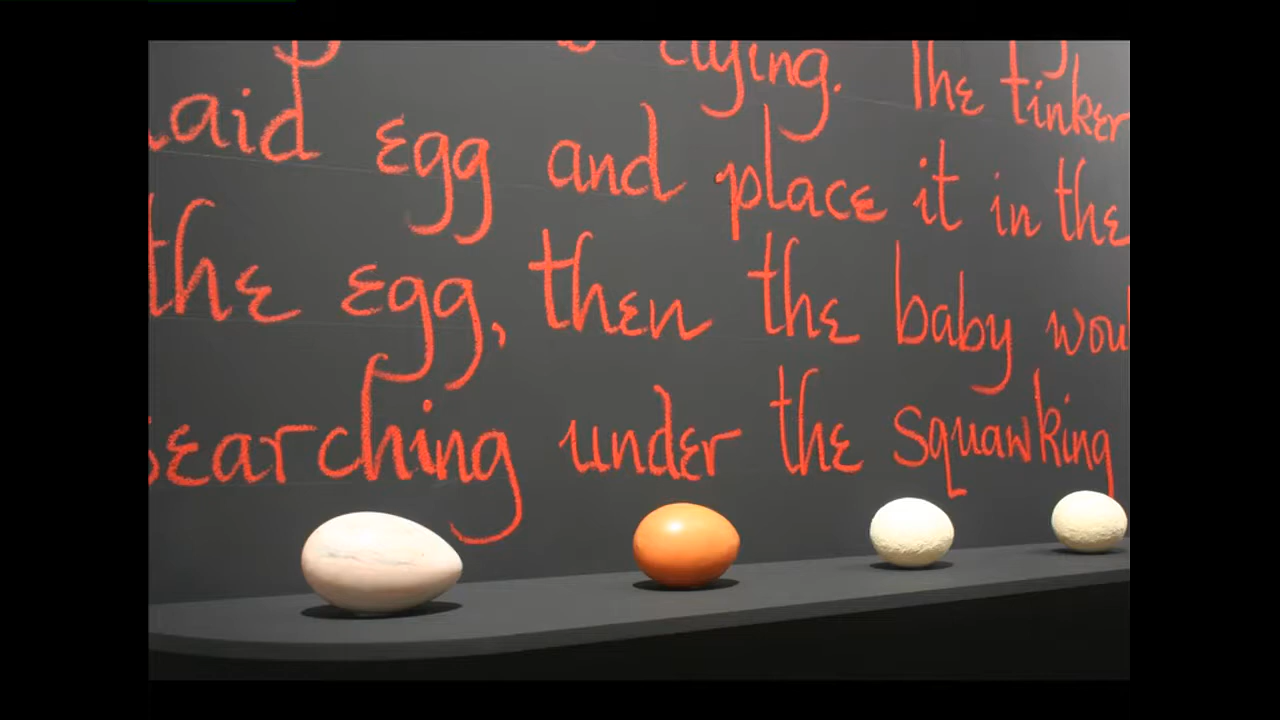 crying. The tinker
laid egg and place it in the
the egg, then the baby
searching under the squawking